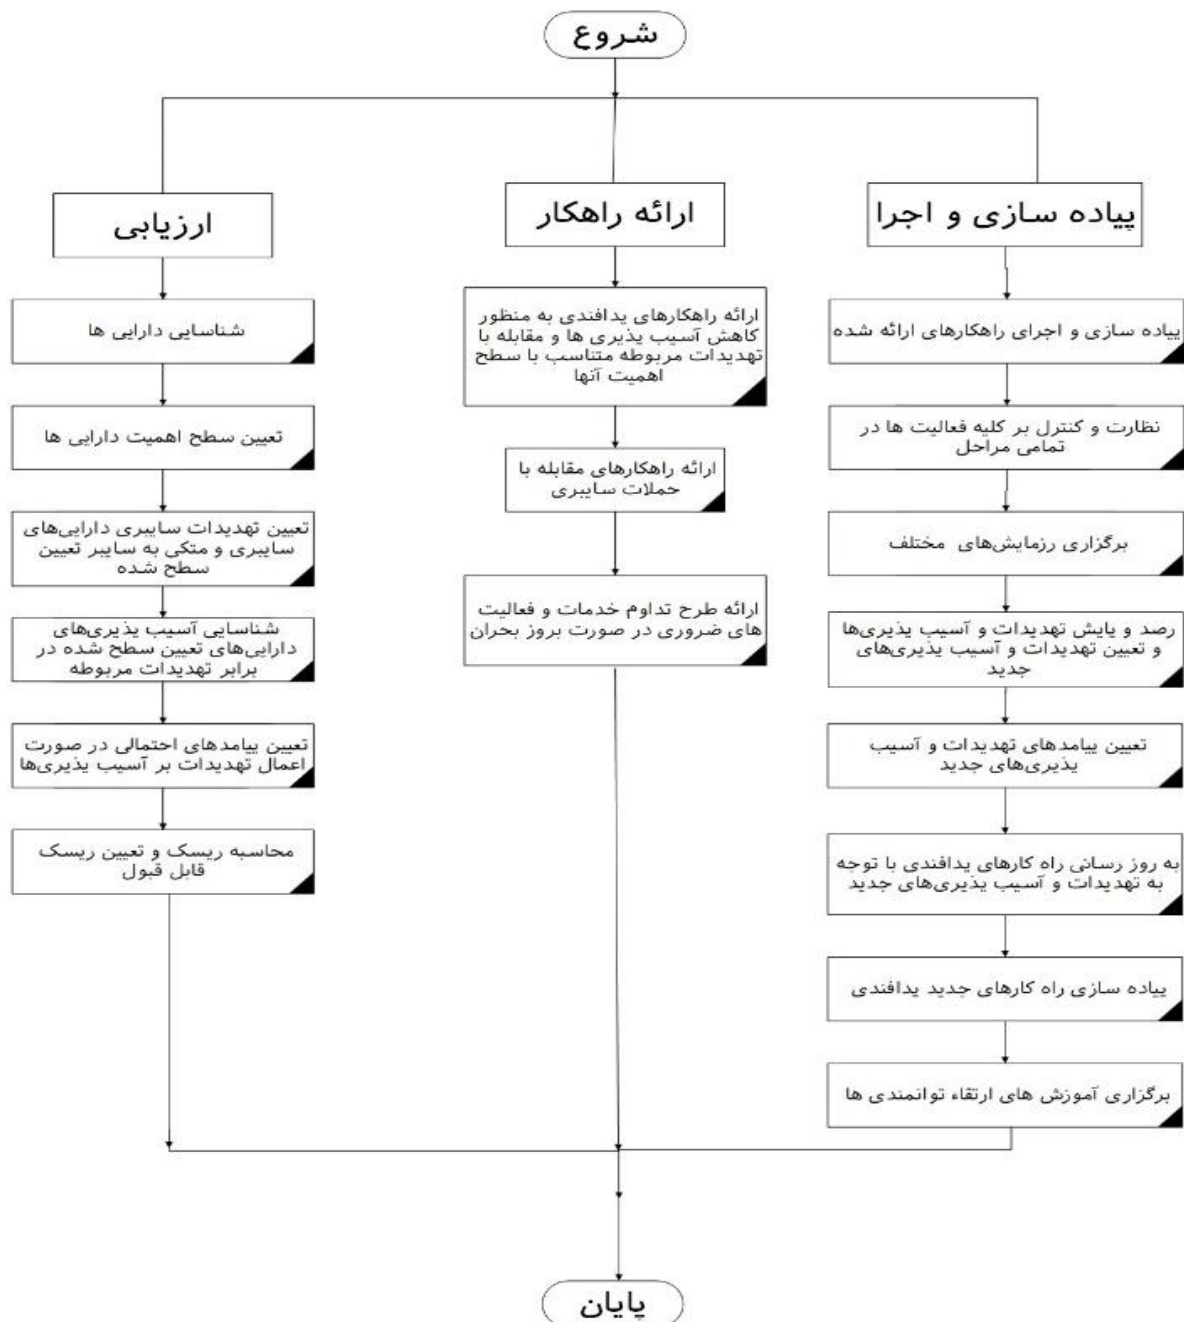 شروع
پیاده سازی و اجرا
پیاده سازی و اجرای راهکارهای ارائه شده
نظارت و کنترل بر کلیه فعالیت ها در
تمامی مراحل
برگزاری رزمایش‌های مختلف
رصد و پایش تهدیدات و آسیب پذیری‌ها
و تعیین تهدیدات و آسیب پذیری‌های
جدید
تعیین پیامدهای تهدیدات و آسیب
پذیری‌های جدید
به روز رسانی راه کارهای پدافندی با توجه
به تهدیدات و آسیب پذیری‌های جدید
پیاده سازی راه کارهای جدید پدافندی
برگزاری آموزش های ارتقاء توانمندی ها
ارائه راهکار
ارائه راهکارهای پدافندی به منظور
کاهش آسیب پذیری ها و مقابله با
تهدیدات مربوطه متناسب با سطح
اهمیت آنها
ارائه راهکارهای مقابله با
حملات سایبری
ارائه طرح تداوم خدمات و فعالیت
های ضروری در صورت بروز بحران
ارزیابی
شناسایی دارایی ها
تعیین سطح اهمیت دارایی ها
تعیین تهدیدات سایبری دارایی‌های
سایبری و متکی به سایبر تعیین
سطح شده
شناسایی آسیب پذیری‌های
دارایی‌های تعیین سطح شده در
برابر تهدیدات مربوطه
تعیین پیامدهای احتمالی در صورت
اعمال تهدیدات بر آسیب پذیری‌ها
محاسبه ریسک و تعیین ریسک
قابل قبول
پایان